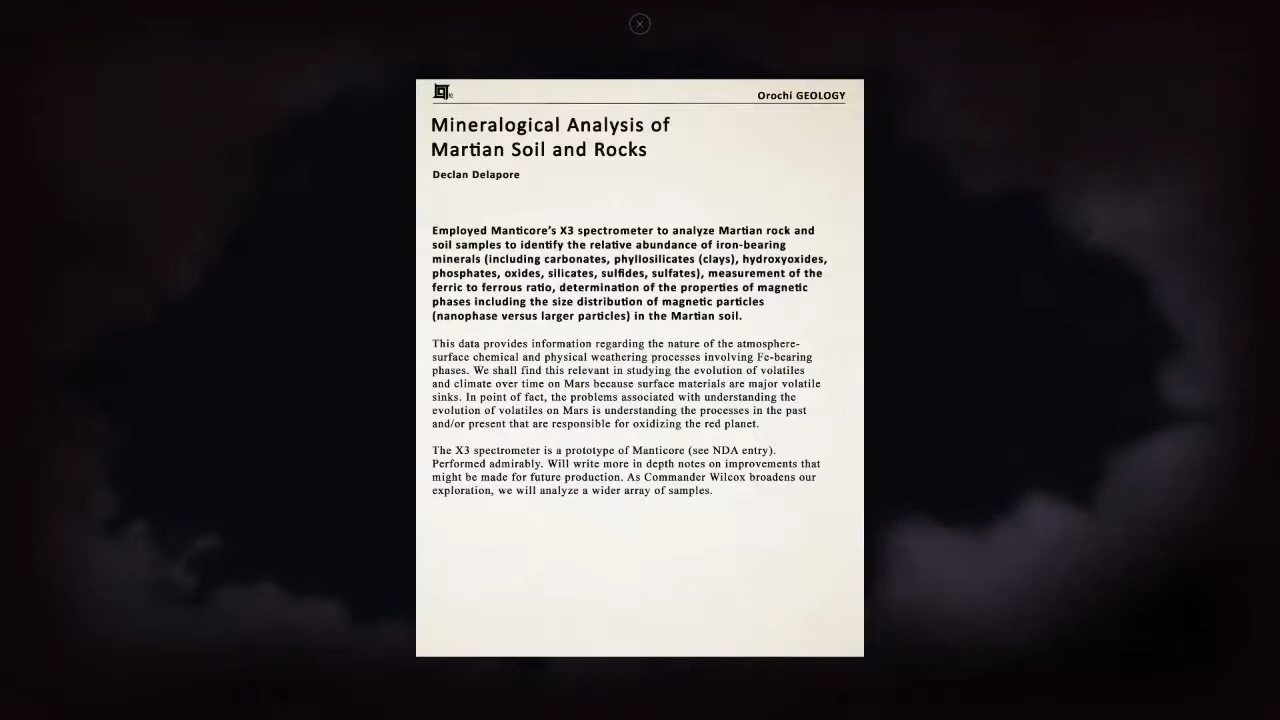 Orochi GEOLOGY
Mineralogical Analysis of
Martian Soil and Rocks
Declan Delapore
Employed Manticore's X3 spectrometer to analyze Martian rock and
soil samples to identify the relative abundance of iron-bearing
minerals (including carbonates, phyllosilicates (clays), hydroxyoxides,
phosphates, oxides, silicates, sulfides, sulfates), measurement of the
ferric to ferrous ratio, determination of the properties of magnetic
phases including the size distribution of magnetic particles
(nanophase versus larger particles) in the Martian soil.
This data provides information regarding the nature of the atmosphere-
surface chemical and physical weathering processes involving Fe-bearing
phases. We shall find this relevant in studying the evolution of volatiles
and climate over time on Mars because surface materials are major volatile
sinks. In point of fact, the problems associated with understanding the
evolution of volatiles on Mars is understanding the processes in the past
and/or present that are responsible for oxidizing the red planet.
The X3 spectrometer is a prototype of Manticore (see NDA entry).
Performed admirably. Will write more in depth notes on improvements that
might be made for future production. As Commander Wilcox broadens our
exploration, we will analyze a wider array of samples.